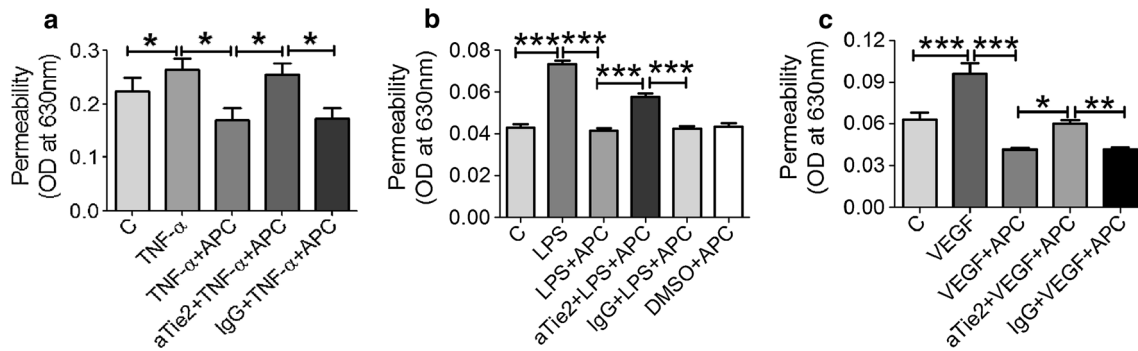 a
Permeability
(OD at 630nm)
0.3
0.2
0.1
0.0
* * * *
C
TNF-α
TNF-α+APC
aTie2+TNF-α+APC
IgG+TNF-α+APC
b
Permeability
(OD at 630nm)
0.08
0.06
0.04
0.02
0.00
*** ***
*** ***
C
LPS
LPS+APC
aTie2+LPS+APC
IgG+LPS+APC
DMSO+APC
c
Permeability
(OD at 630nm)
0.12
0.09
0.06
0.03
0.00
*** ***
* **
C
VEGF
VEGF+APC
aTie2+VEGF+APC
IgG+VEGF+APC